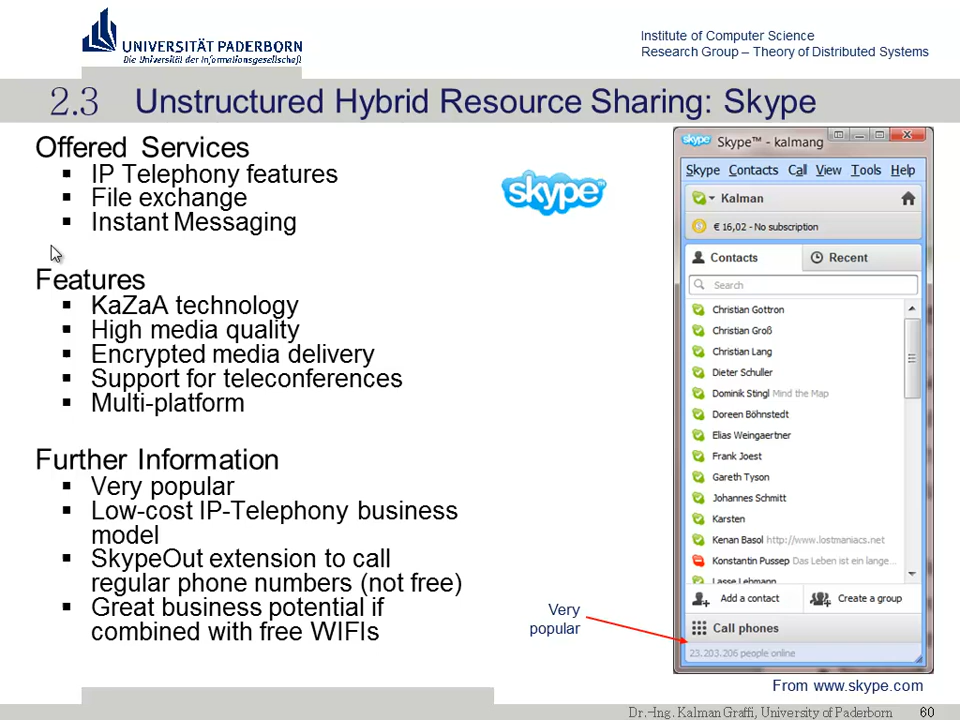 UNIVERSITÄT PADERBORN
Die Universität der Informationsgesellschaft
Institute of Computer Science
Research Group – Theory of Distributed Systems
2.3 Unstructured Hybrid Resource Sharing: Skype
Offered Services
IP Telephony features
File exchange
Instant Messaging
Features
KaZaA technology
High media quality
Encrypted media delivery
Support for teleconferences
Multi-platform
Further Information
Very popular
Low-cost IP-Telephony business
model
SkypeOut extension to call
regular phone numbers (not free)
Great business potential if
combined with free WIFIs
skype
Very
popular
skype Skype™ - kalmang
Skype Contacts Call View Tools Help
Kalman
€ 16,02 - No subscription
Contacts Recent
Search
Christian Gottron
Christian Groß
Christian Lang
Dieter Schuller
Dominik Stingl Mind the Map
Doreen Böhnstedt
Elias Weingaertner
Frank Joest
Gareth Tyson
Johannes Schmitt
Karsten
Kenan Basol http://www.lostmaniacs.net
Konstantin Pussep Das Leben ist ein lange...
Lasse Lehmann
Add a contact Create a group
Call phones
23.203.206 people online
From www.skype.com
Dr.-Ing. Kalman Graffi, University of Paderborn 60